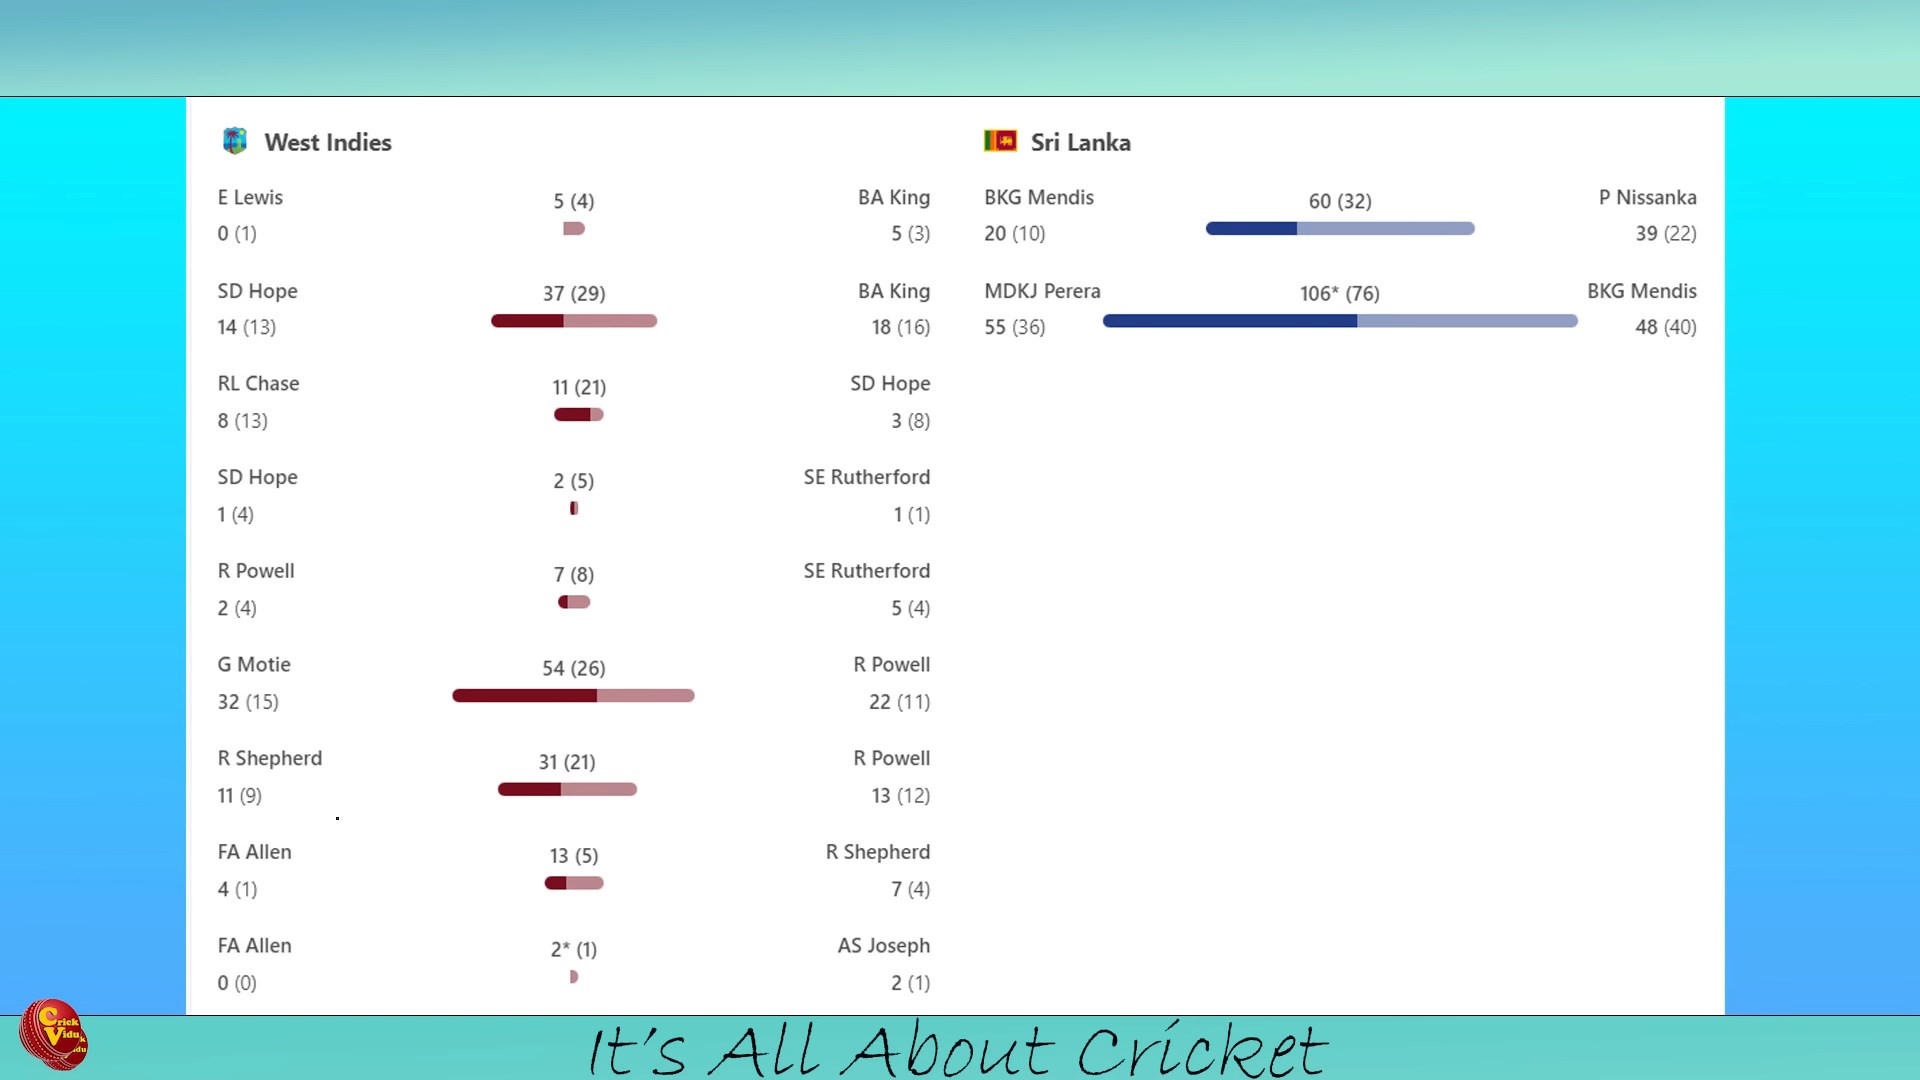 West Indies
E Lewis 5 (4) BA King
0 (1) 5 (3)
SD Hope 37 (29) BA King
14 (13) 18 (16)
RL Chase 11 (21) SD Hope
8 (13) 3 (8)
SD Hope 2 (5) SE Rutherford
1 (4) 1 (1)
R Powell 7 (8) SE Rutherford
2 (4) 5 (4)
G Motie 54 (26) R Powell
32 (15) 22 (11)
R Shepherd 31 (21) R Powell
11 (9) 13 (12)
FA Allen 13 (5) R Shepherd
4 (1) 7 (4)
FA Allen 2* (1) AS Joseph
0 (0) 2 (1)
Sri Lanka
BKG Mendis 60 (32) P Nissanka
20 (10) 39 (22)
MDKJ Perera 106* (76) BKG Mendis
55 (36) 48 (40)
Crick
Vidu
It's All About Cricket